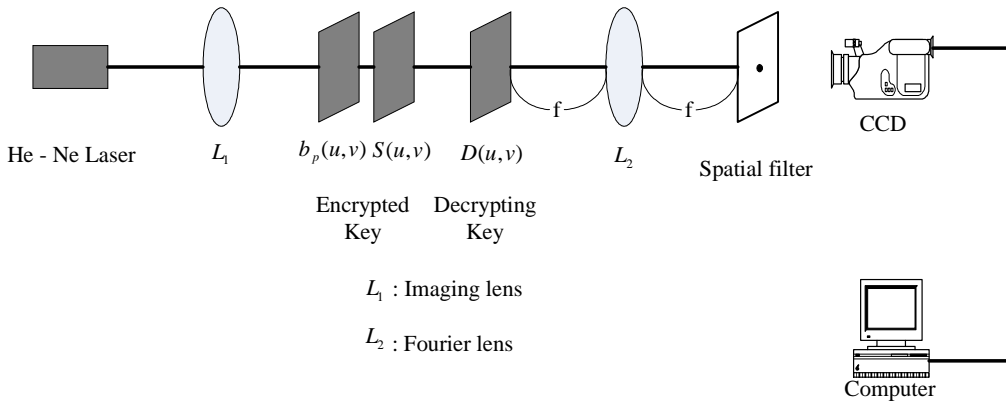 He - Ne Laser
L₁
b_p(u,v) S(u,v)
D(u,v)
f
L₂
f
Spatial filter
CCD
Encrypted
Key
Decrypting
Key
L₁ : Imaging lens
L₂ : Fourier lens
Computer